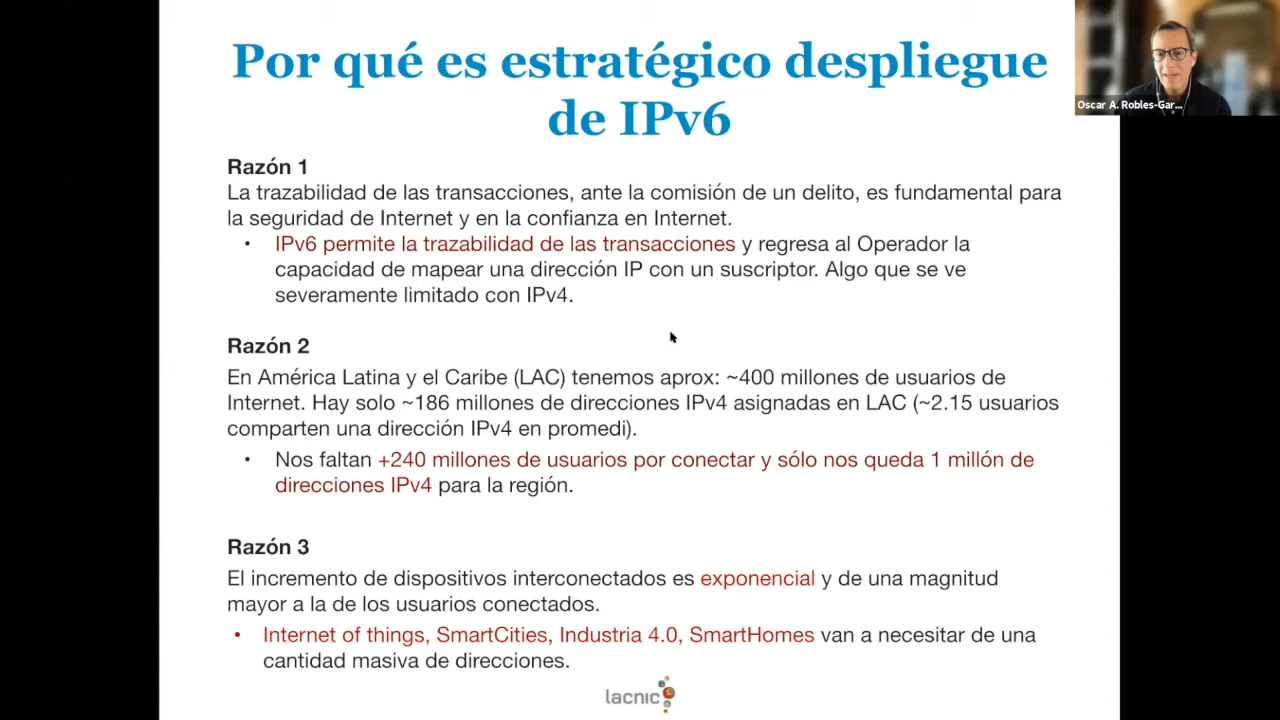 Por qué es estratégico despliegue
de IPv6
Oscar A. Robles-Gar...
Razón 1
La trazabilidad de las transacciones, ante la comisión de un delito, es fundamental para
la seguridad de Internet y en la confianza en Internet.
• IPv6 permite la trazabilidad de las transacciones y regresa al Operador la
capacidad de mapear una dirección IP con un suscriptor. Algo que se ve
severamente limitado con IPv4.
Razón 2
En América Latina y el Caribe (LAC) tenemos aprox: ~400 millones de usuarios de
Internet. Hay solo ~186 millones de direcciones IPv4 asignadas en LAC (~2.15 usuarios
comparten una dirección IPv4 en promedi).
• Nos faltan +240 millones de usuarios por conectar y sólo nos queda 1 millón de
direcciones IPv4 para la región.
Razón 3
El incremento de dispositivos interconectados es exponencial y de una magnitud
mayor a la de los usuarios conectados.
• Internet of things, SmartCities, Industria 4.0, SmartHomes van a necesitar de una
cantidad masiva de direcciones.
lacnic